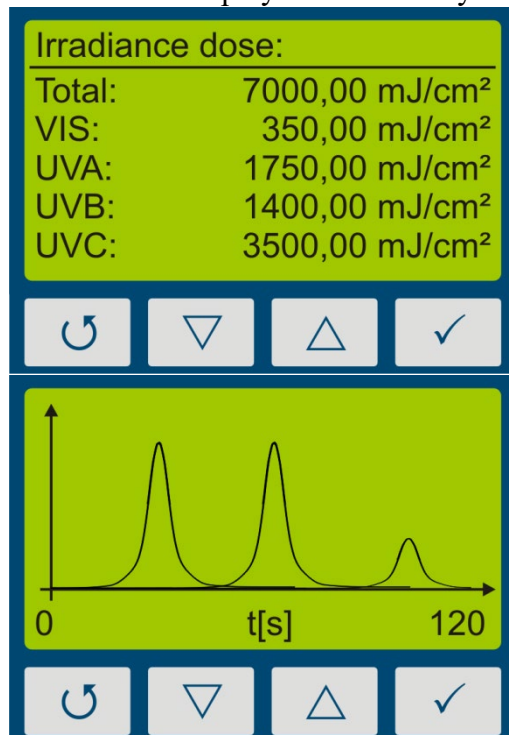 Irradiance dose:
Total: 7000,00 mJ/cm²
VIS: 350,00 mJ/cm²
UVA: 1750,00 mJ/cm²
UVB: 1400,00 mJ/cm²
UVC: 3500,00 mJ/cm²
0 t[s] 120